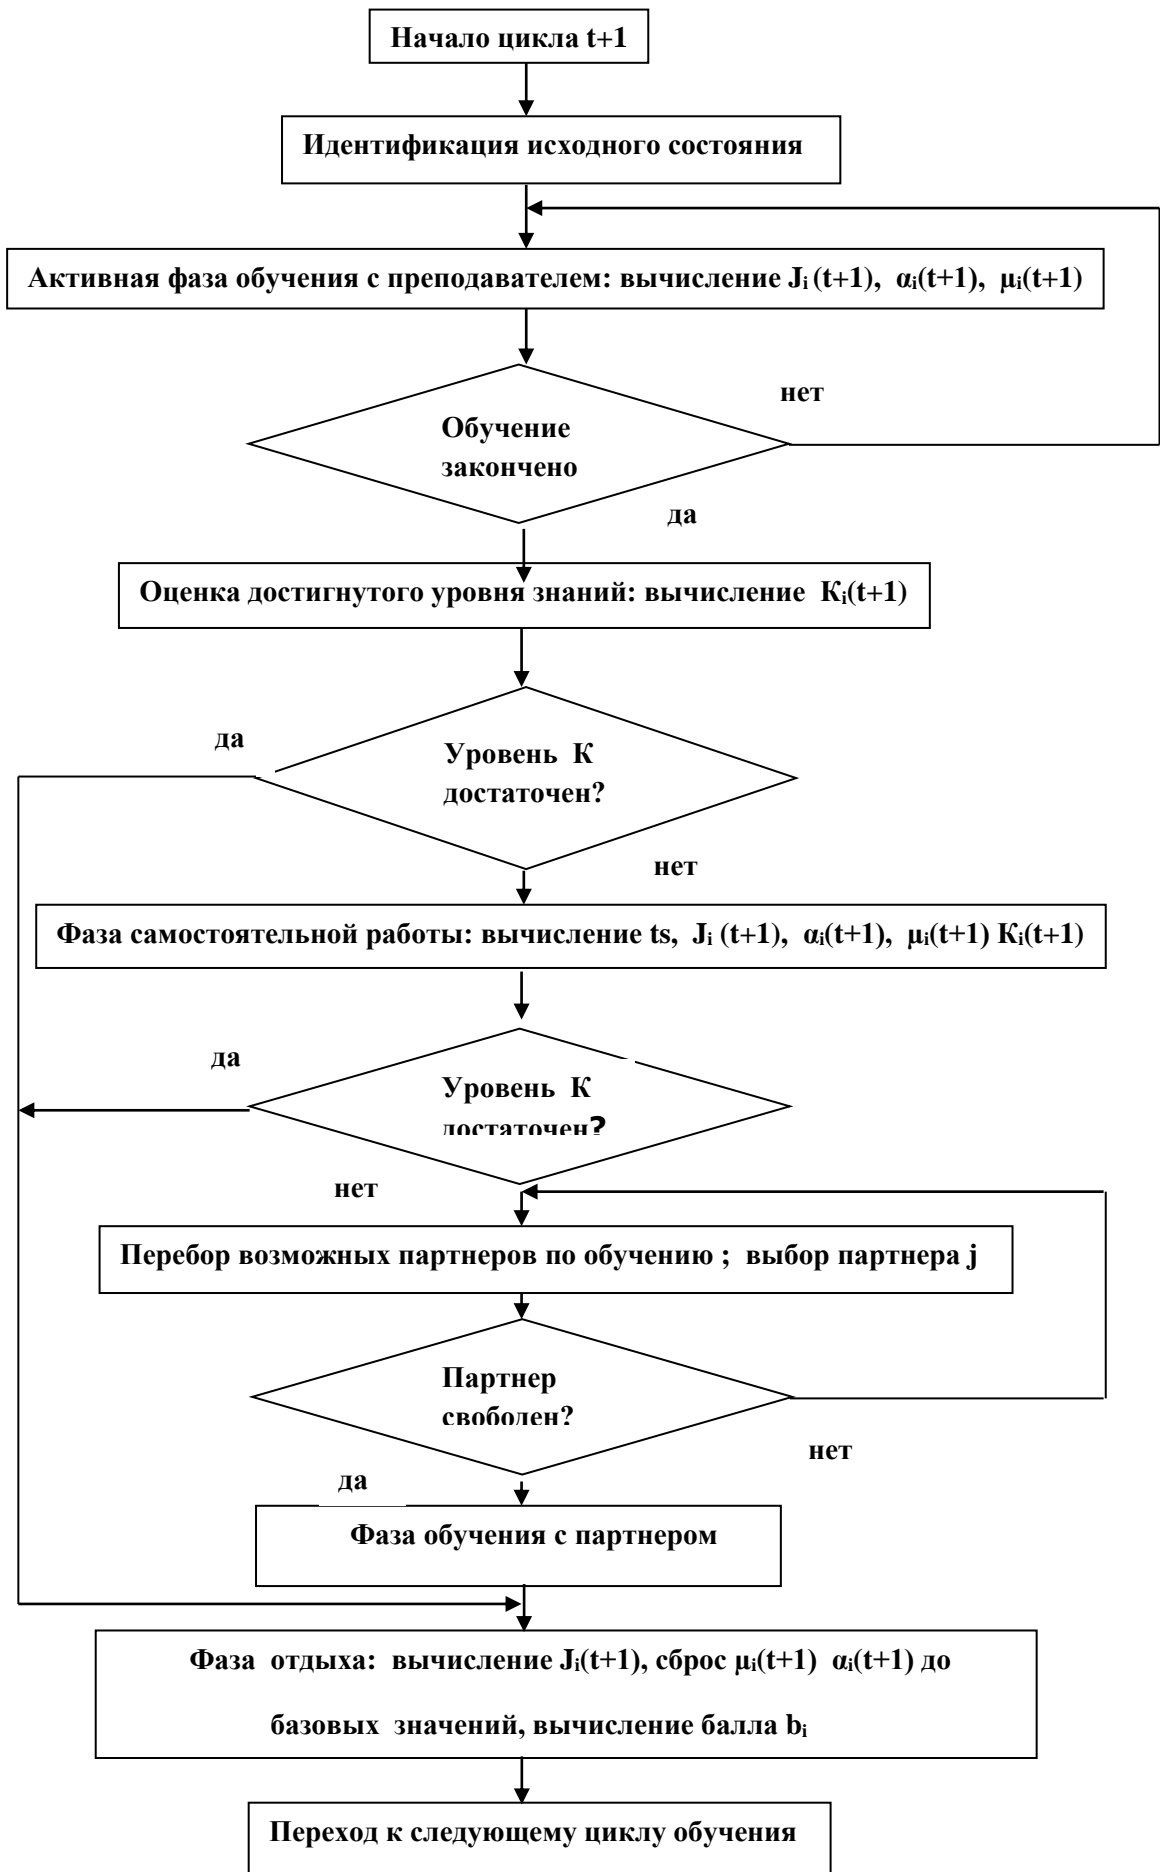 Начало цикла t+1
Идентификация исходного состояния
Активная фаза обучения с преподавателем: вычисление Jᵢ (t+1), αᵢ(t+1), μᵢ(t+1)
нет
Обучение
закончено
да
Оценка достигнутого уровня знаний: вычисление Кᵢ(t+1)
да
Уровень К
достаточен?
нет
Фаза самостоятельной работы: вычисление ts, Jᵢ (t+1), αᵢ(t+1), μᵢ(t+1) Кᵢ(t+1)
да
Уровень К
достаточен?
нет
Перебор возможных партнеров по обучению ; выбор партнера j
Партнер
свободен?
нет
да
Фаза обучения с партнером
Фаза отдыха: вычисление Jᵢ(t+1), сброс μᵢ(t+1) αᵢ(t+1) до
базовых значений, вычисление балла bᵢ
Переход к следующему циклу обучения